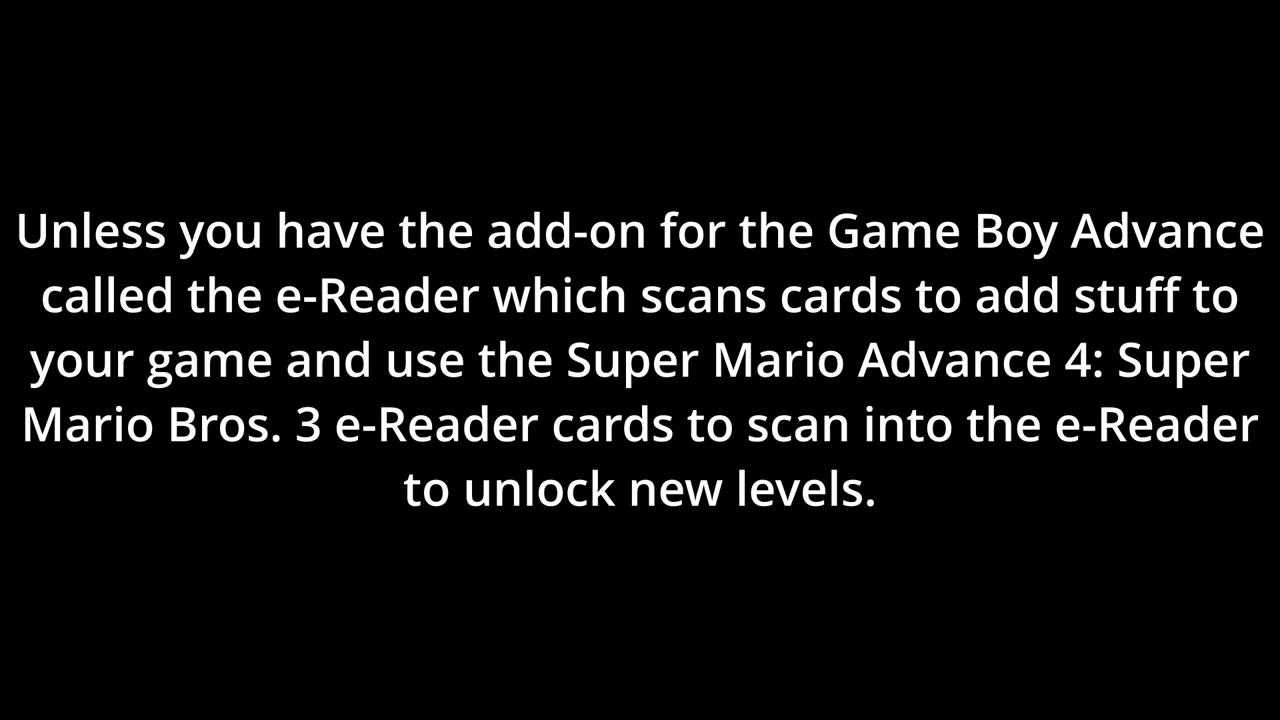 Unless you have the add-on for the Game Boy Advance
called the e-Reader which scans cards to add stuff to
your game and use the Super Mario Advance 4: Super
Mario Bros. 3 e-Reader cards to scan into the e-Reader
to unlock new levels.